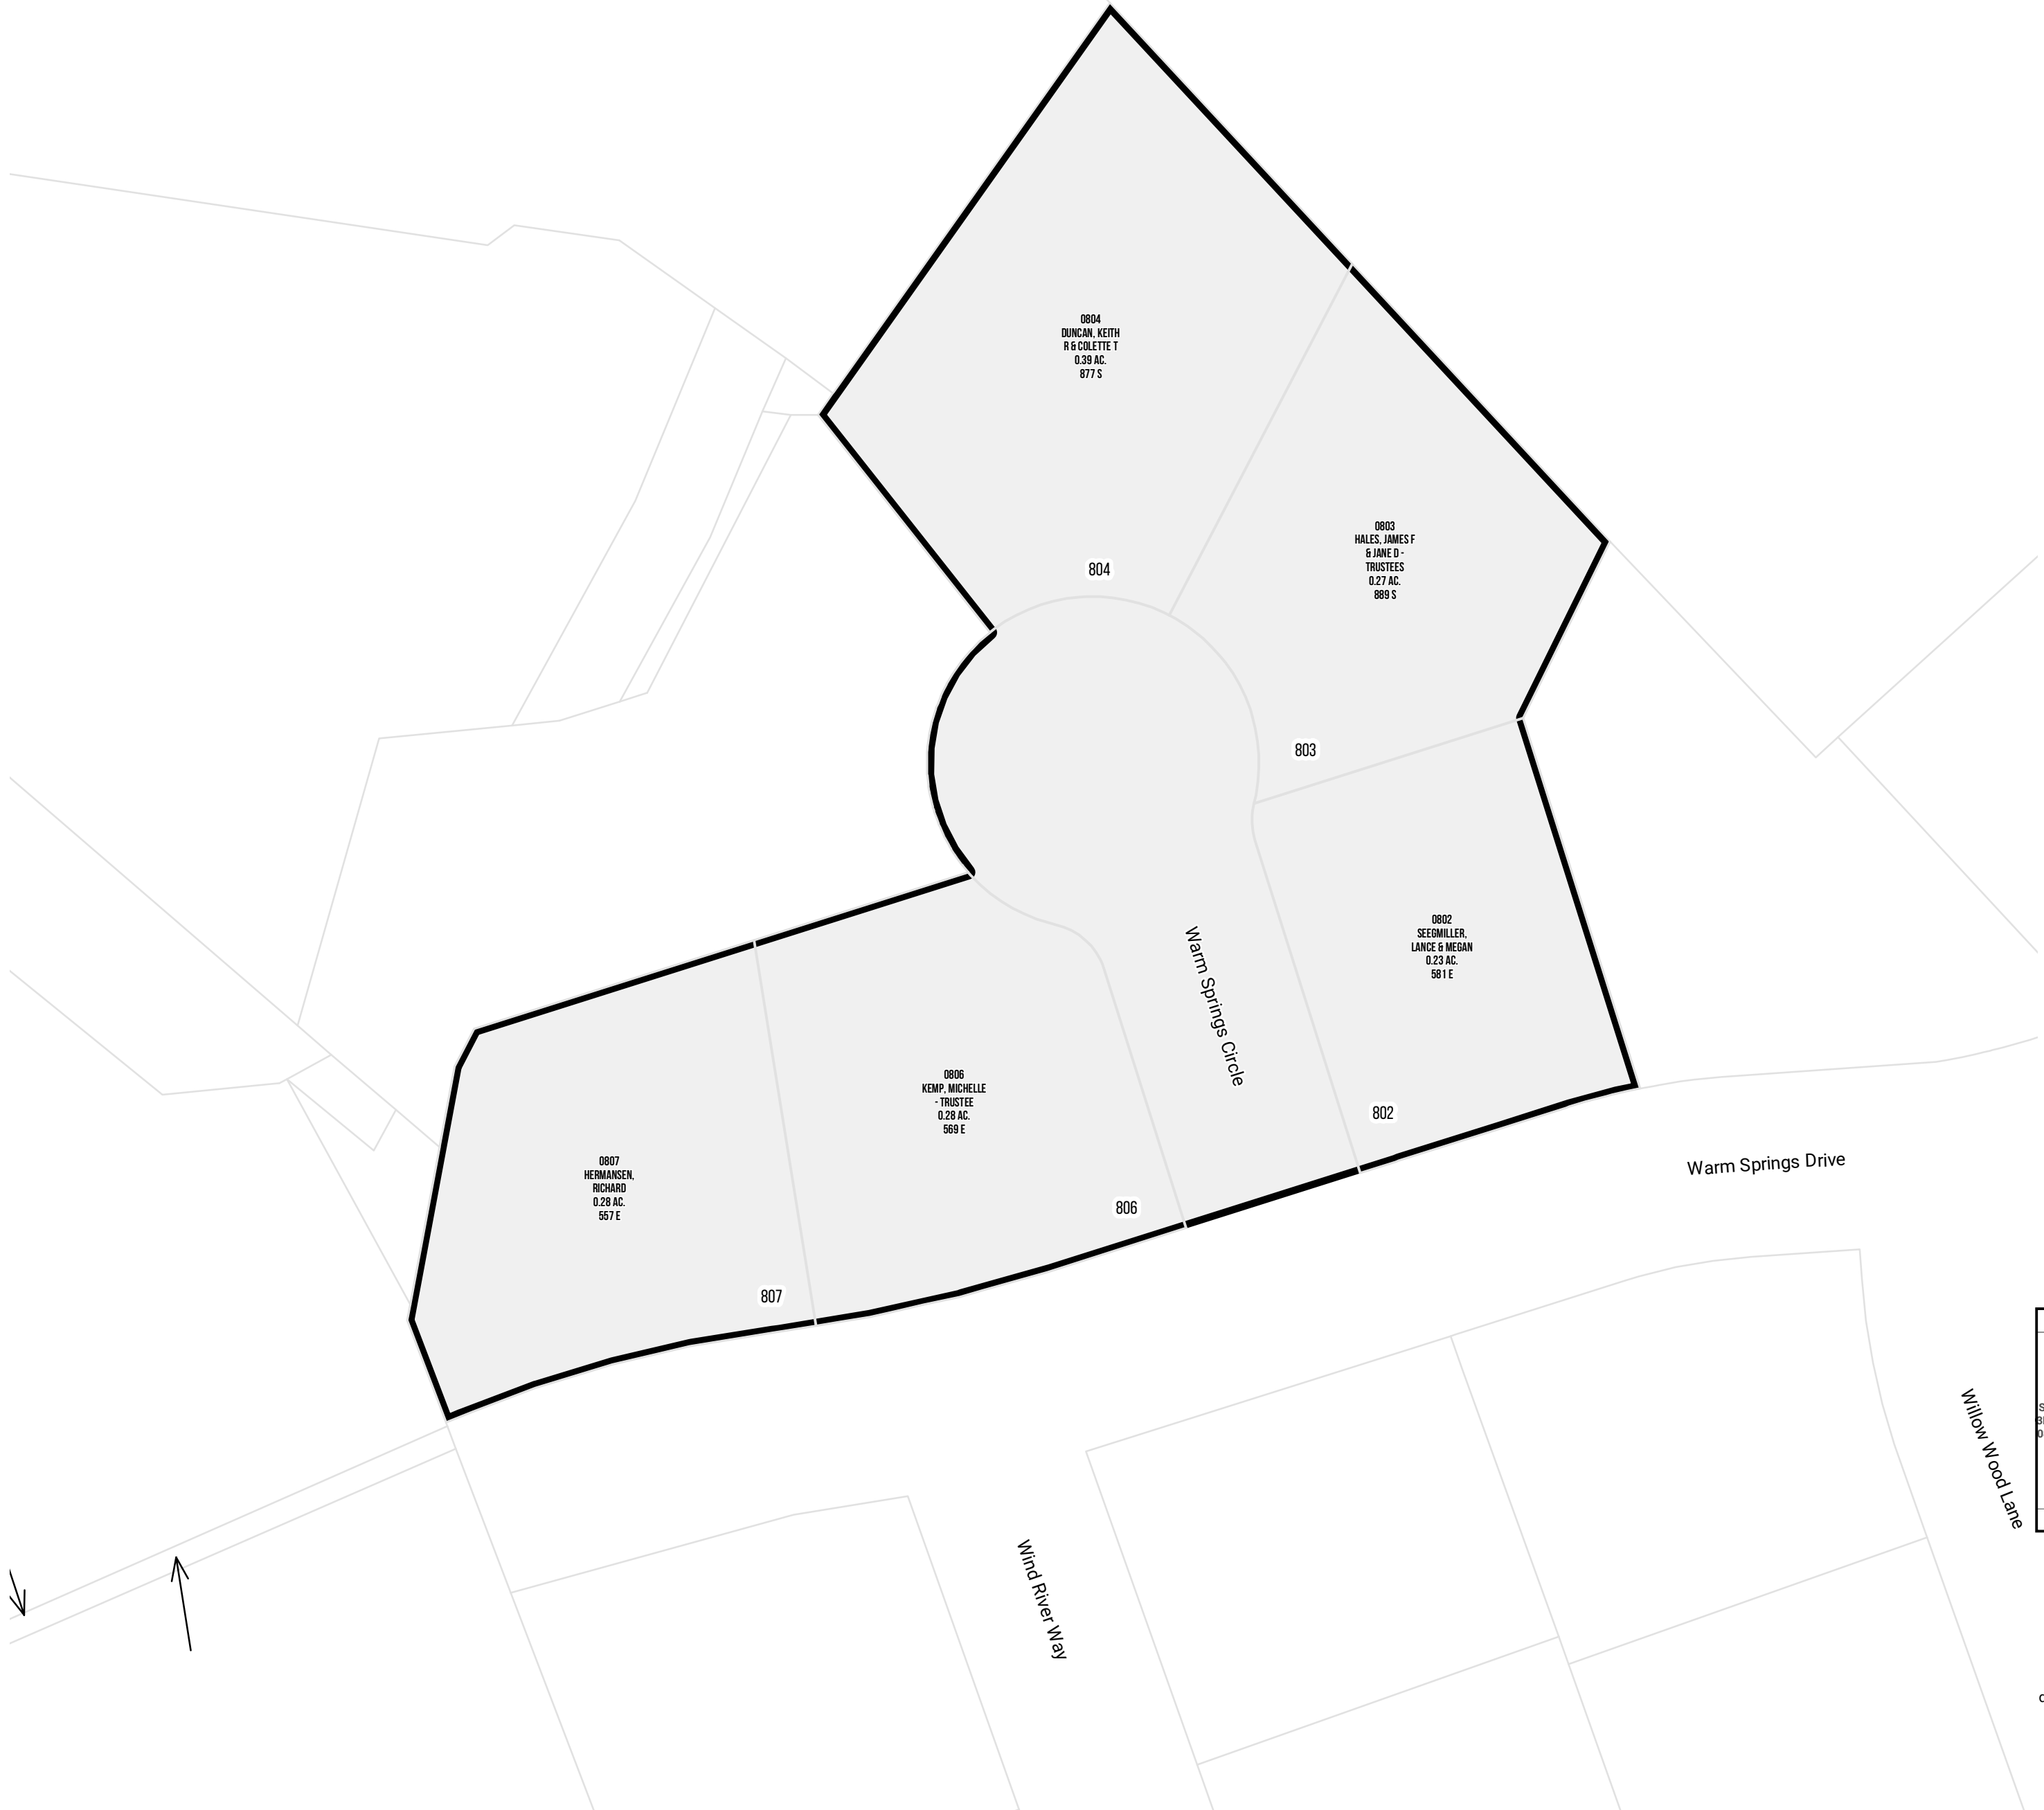 0804
DUNCAN, KEITH
R & COLETTE T
0.39 AC.
877 S
0803
HALES, JAMES F
& JANE D -
TRUSTEES
0.27 AC.
889 S
804
803
0802
SEEGMILLER,
LANCE & MEGAN
0.23 AC.
581 E
Warm Springs Circle
0806
KEMP, MICHELLE
- TRUSTEE
0.28 AC.
569 E
802
0807
HERMANSEN,
RICHARD
0.28 AC.
557 E
Warm Springs Drive
806
807
Willow Wood Lane
Wind River Way